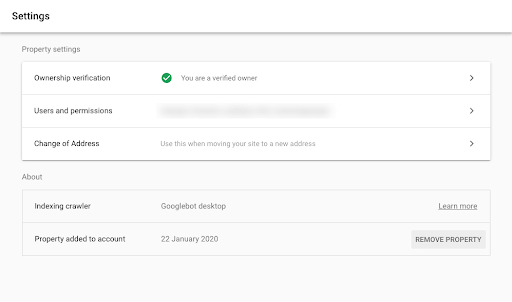 Settings
Property settings
Ownership verification You are a verified owner
Users and permissions
Change of Address Use this when moving your site to a new address
About
Indexing crawler Googlebot desktop Learn more
Property added to account 22 January 2020 REMOVE PROPERTY